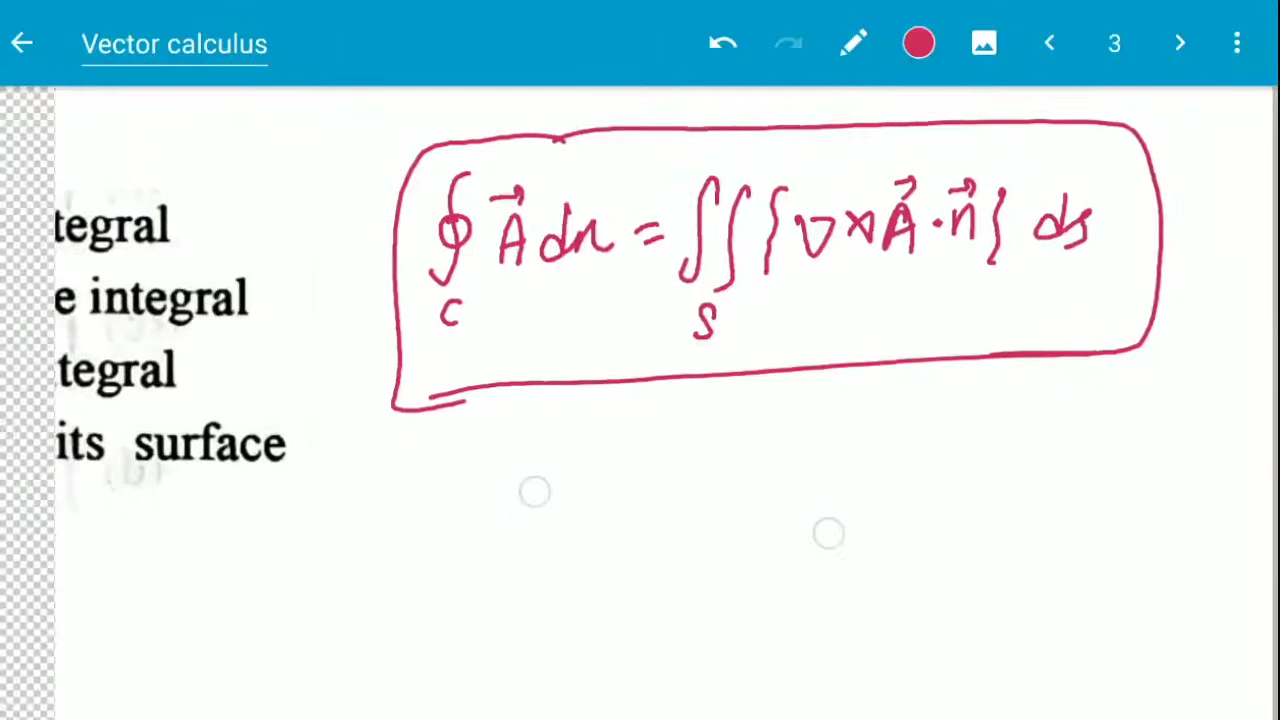 Vector calculus
3
tegral
e integral
tegral
its surface
∮ A⃗ dr = ∬ {∇ × A⃗ · n⃗} ds
C S